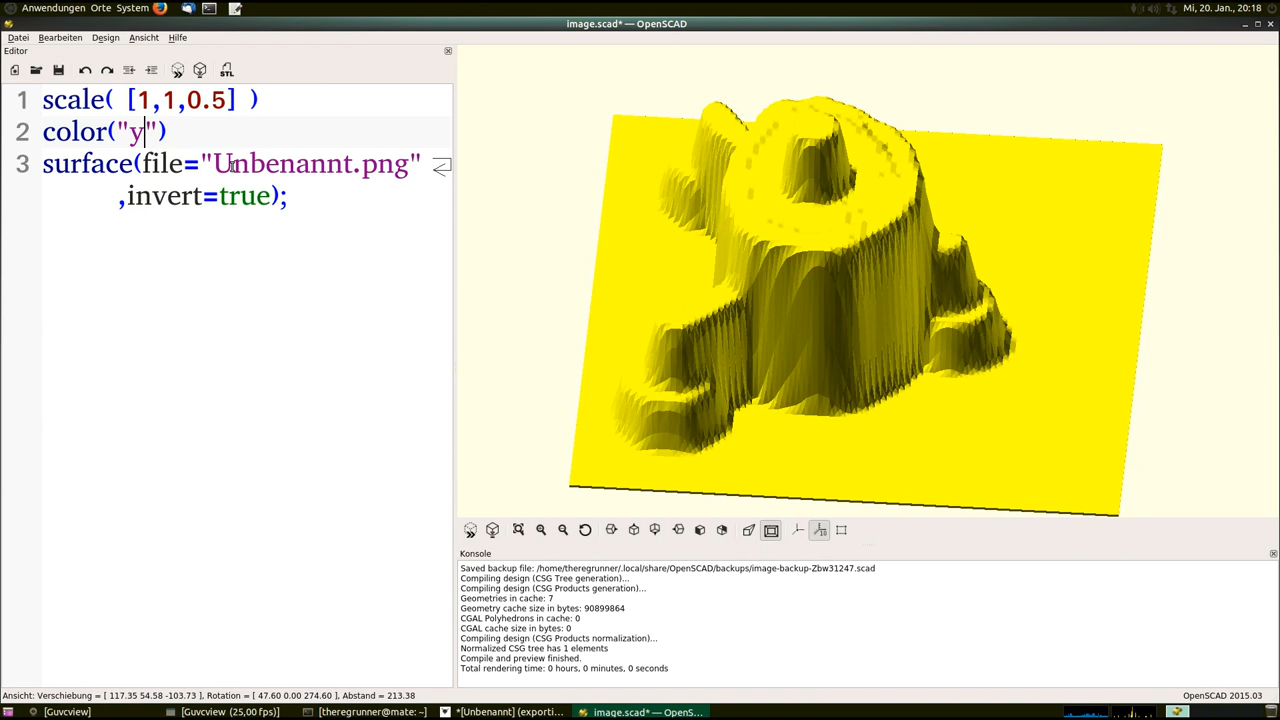 Anwendungen Orte System
Mi, 20. Jan, 20:18
image.scad* — OpenSCAD
Datei Bearbeiten Design Ansicht Hilfe
Editor
STL
1 scale( [1,1,0.5] )
2 color("y")
3 surface(file="Unbenannt.png"
,invert=true);
10
Konsole
Saved backup file: /home/theregrunner/.local/share/OpenSCAD/backups/image-backup-Zbw31247.scad
Compiling design (CSG Tree generation)...
Compiling design (CSG Products generation)...
Geometries in cache: 7
Geometry cache size in bytes: 90899864
CGAL Polyhedrons in cache: 0
CGAL cache size in bytes: 0
Compiling design (CSG Products normalization)...
Normalized CSG tree has 1 elements
Compile and preview finished.
Total rendering time: 0 hours, 0 minutes, 0 seconds
Ansicht: Verschiebung = [ 117.35 54.58 -103.73 ], Rotation = [ 47.60 0.00 274.60 ], Abstand = 213.38
OpenSCAD 2015.03
[Guvcview] [Guvcview (25,00 fps)] [theregrunner@mate: ~] *[Unbenannt] (exporti... image.scad* — OpenS...